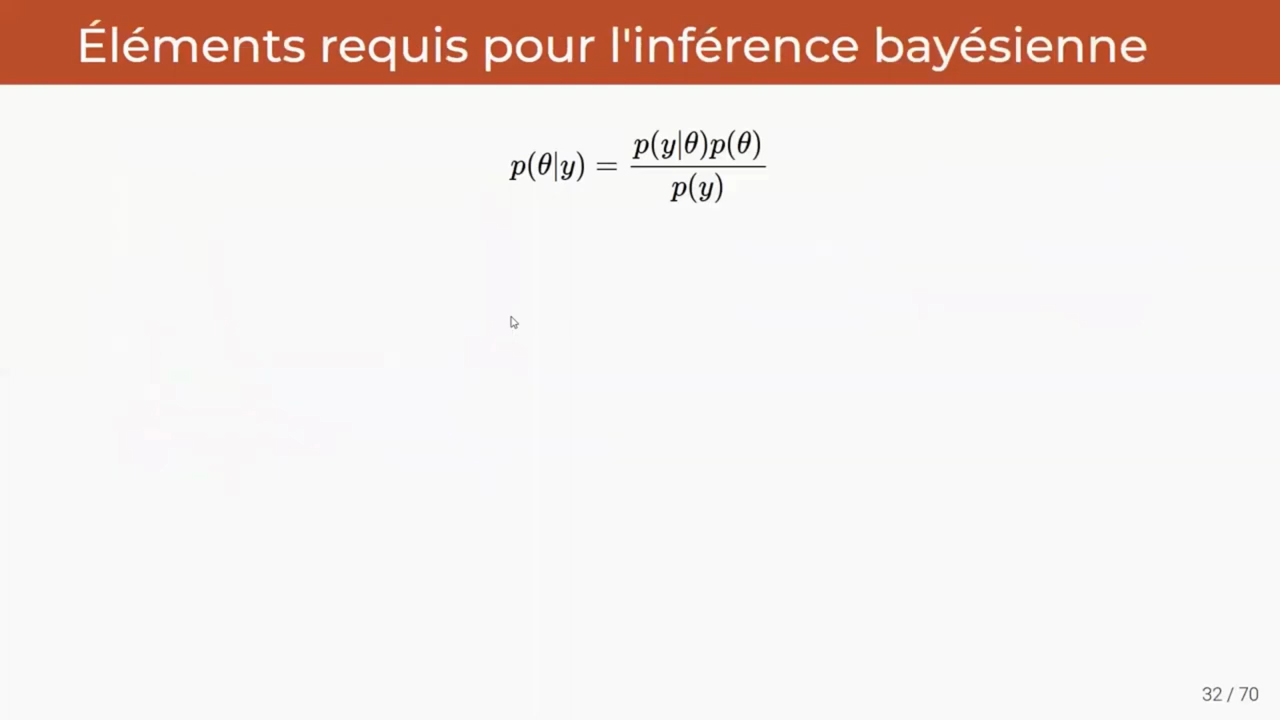 Éléments requis pour l'inférence bayésienne
p(θ|y) = p(y|θ)p(θ) / p(y)
32 / 70